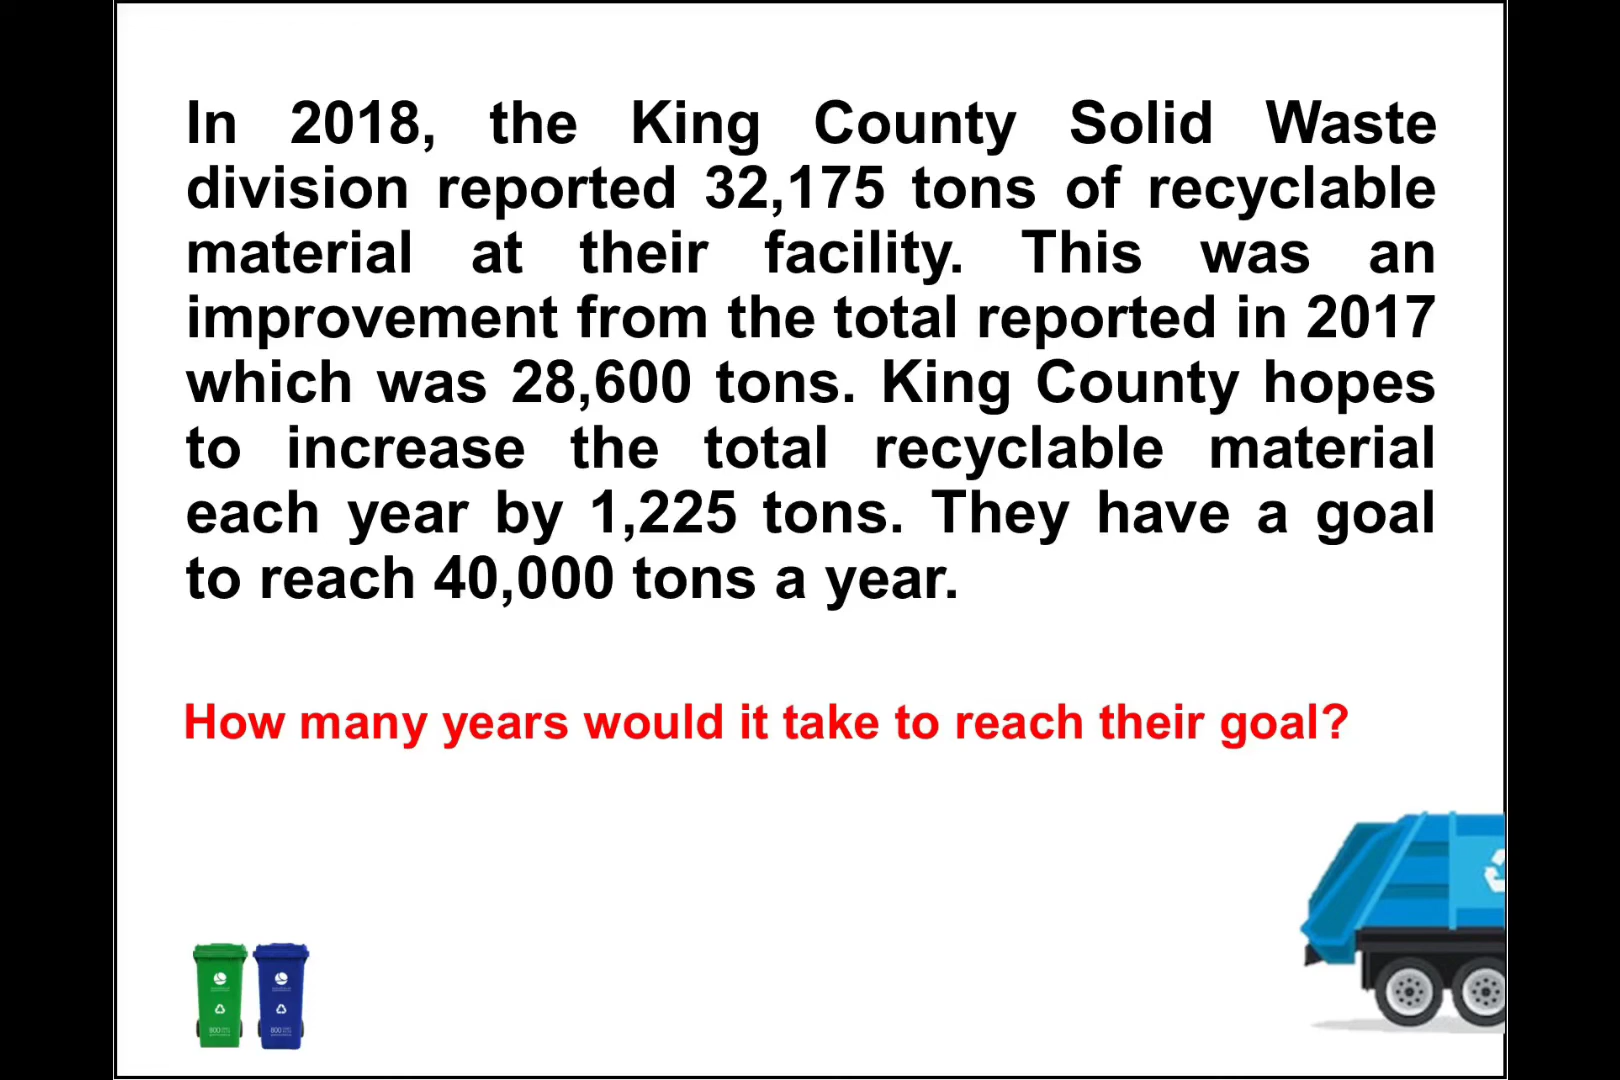 In 2018, the King County Solid Waste
division reported 32,175 tons of recyclable
material at their facility. This was an
improvement from the total reported in 2017
which was 28,600 tons. King County hopes
to increase the total recyclable material
each year by 1,225 tons. They have a goal
to reach 40,000 tons a year.
How many years would it take to reach their goal?